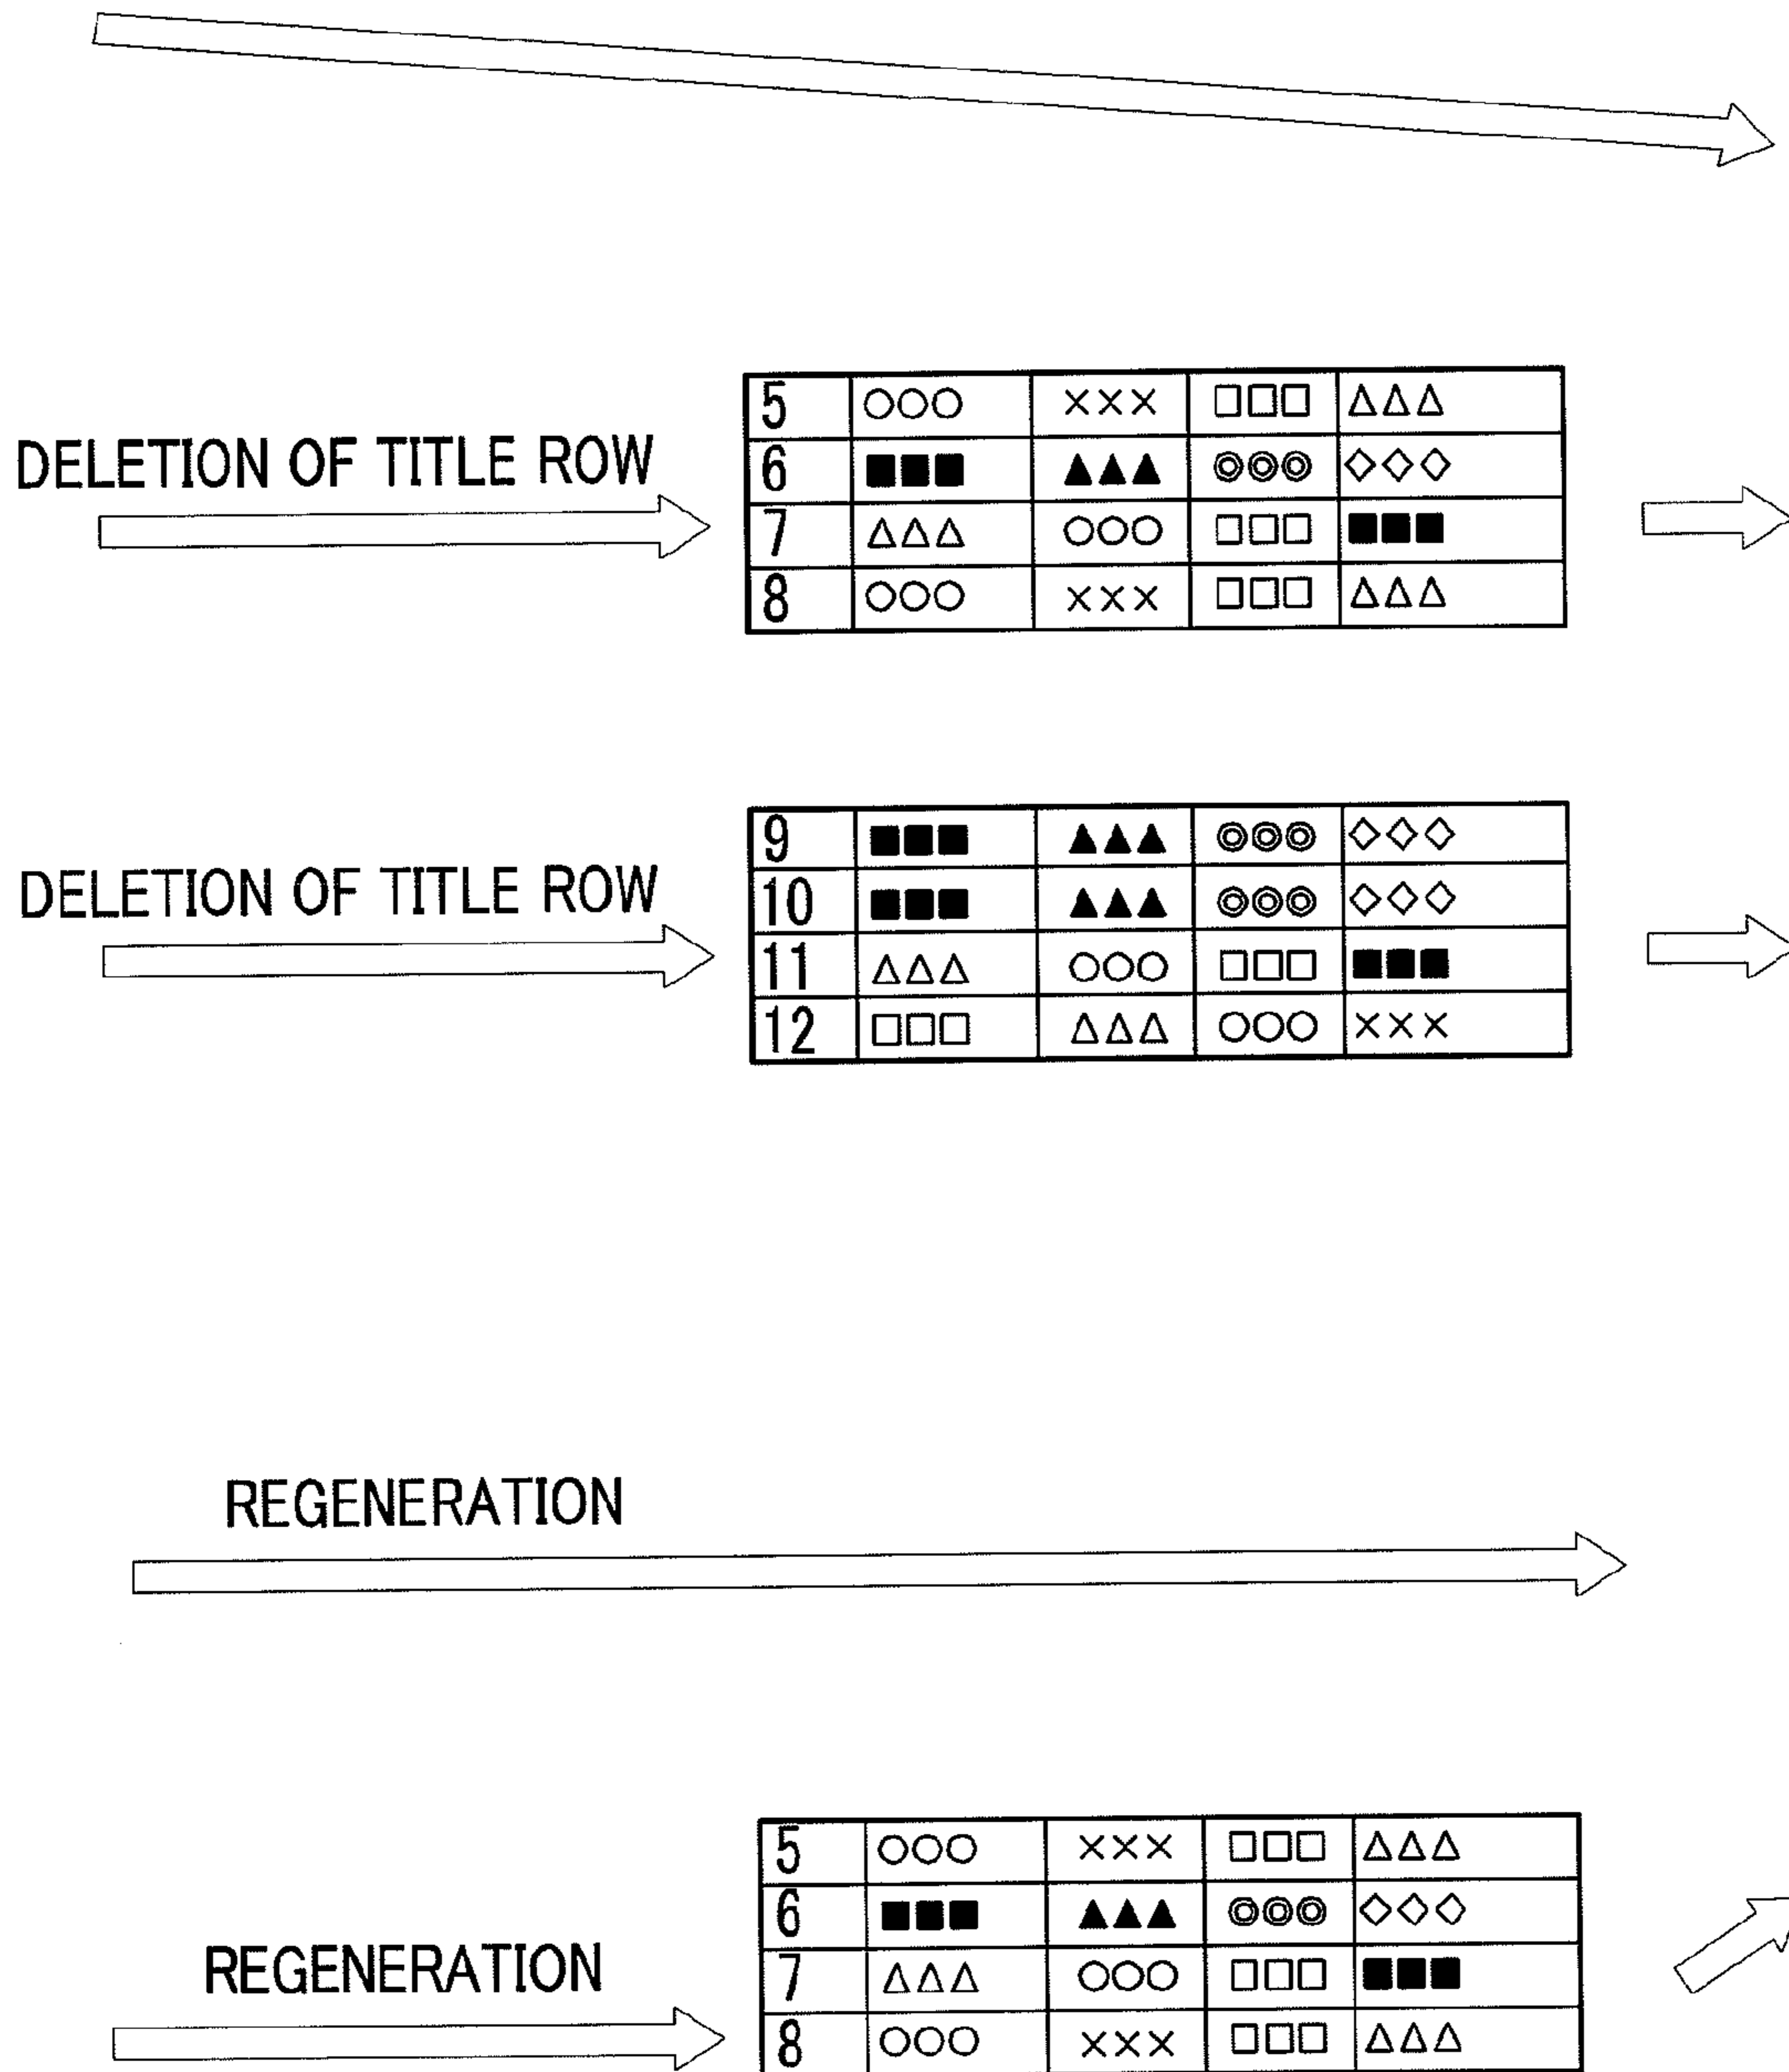 5 ○○○ ××× □□□ △△△
DELETION OF TITLE ROW
6 ■■■ ▲▲▲ ◎◎◎ ◇◇◇
7 △△△ ○○○ □□□ ■■■
8 ○○○ ××× □□□ △△△
9 ■■■ ▲▲▲ ◎◎◎ ◇◇◇
DELETION OF TITLE ROW
10 ■■■ ▲▲▲ ◎◎◎ ◇◇◇
11 △△△ ○○○ □□□ ■■■
12 □□□ △△△ ○○○ ×××
REGENERATION
5 ○○○ ××× □□□ △△△
6 ■■■ ▲▲▲ ◎◎◎ ◇◇◇
REGENERATION
7 △△△ ○○○ □□□ ■■■
8 ○○○ ××× □□□ △△△